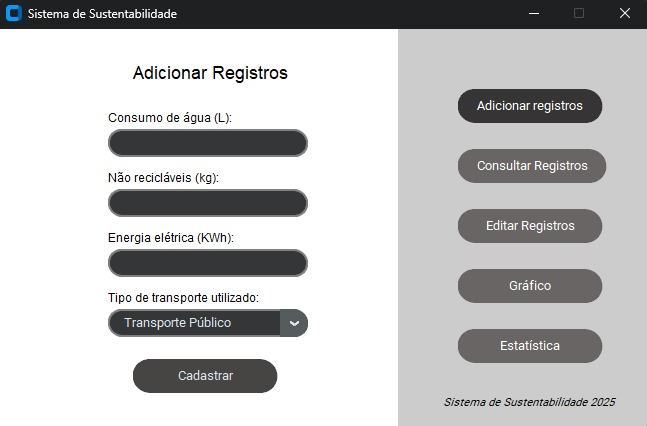 Sistema de Sustentabilidade
Adicionar Registros
Consumo de água (L):
Não recicláveis (kg):
Energia elétrica (KWh):
Tipo de transporte utilizado:
Transporte Público
Cadastrar
Adicionar registros
Consultar Registros
Editar Registros
Gráfico
Estatística
Sistema de Sustentabilidade 2025